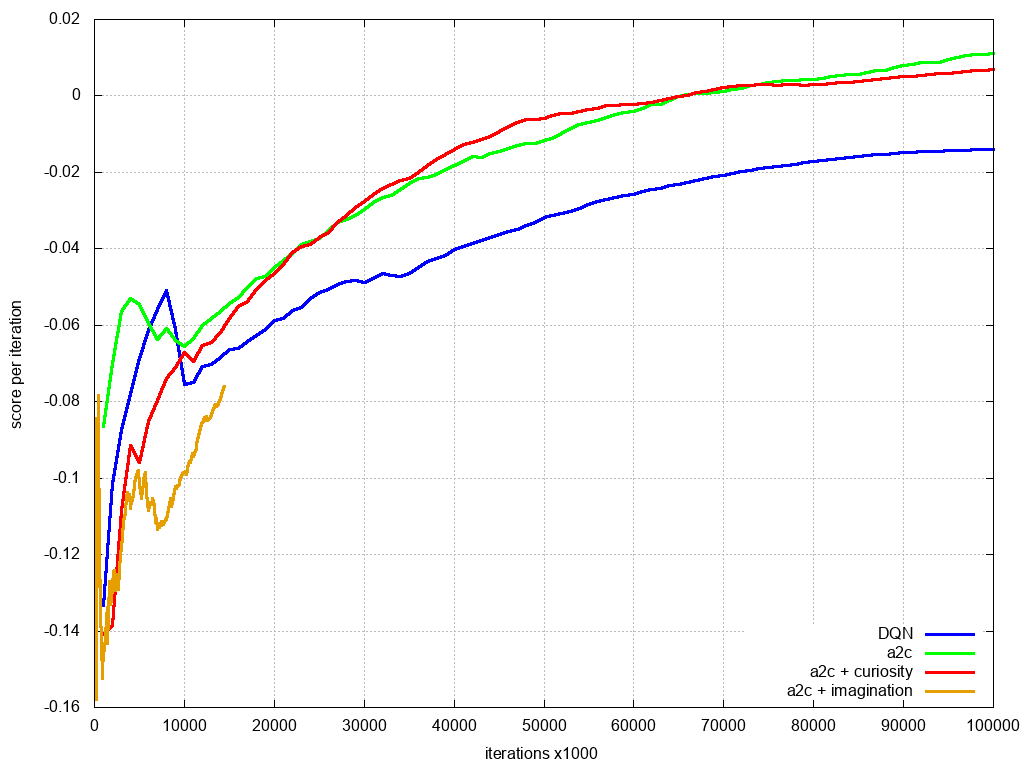 0.02
0
-0.02
-0.04
-0.06
-0.08
-0.1
-0.12
-0.14
-0.16
score per iteration
0 10000 20000 30000 40000 50000 60000 70000 80000 90000 100000
iterations x1000
DQN
a2c
a2c + curiosity
a2c + imagination